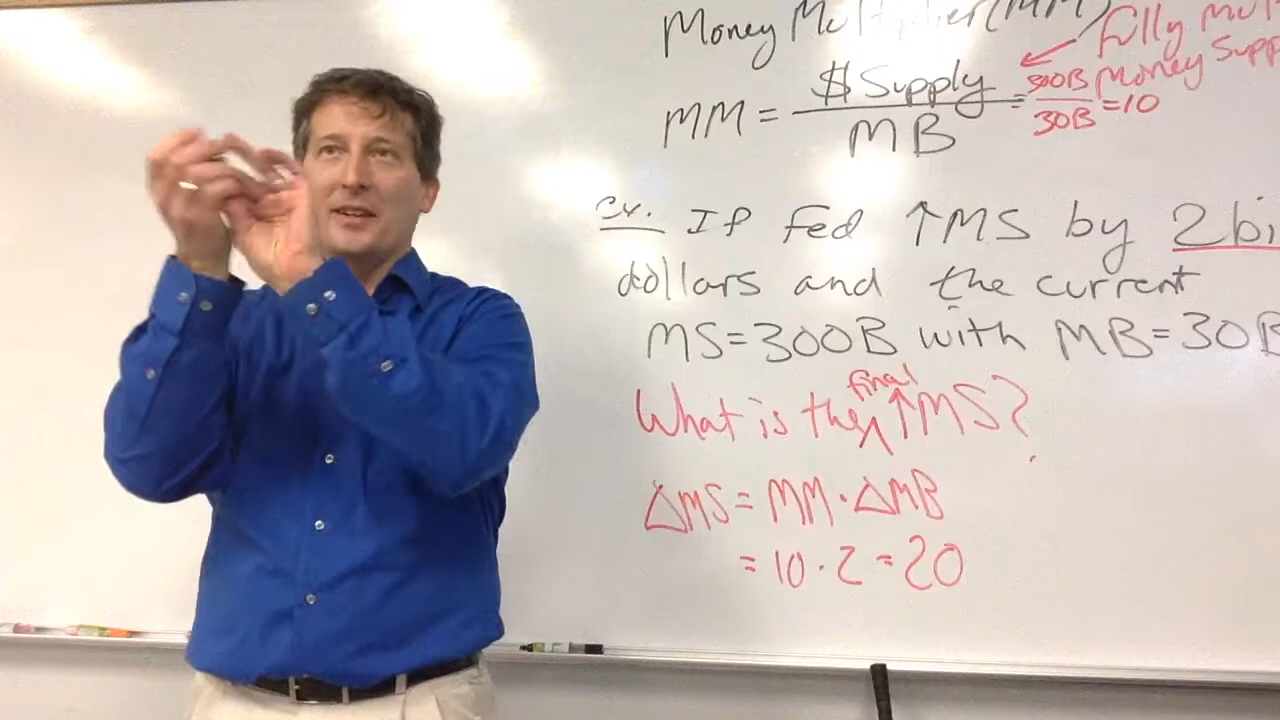 Money Multiplier (MM)
Fully Mul
Money Supp
MM = $ Supply / MB = 300B / 30B = 10
ex. If Fed ↑MS by 2 bi
dollars and the current
MS=300B with MB=30B
What is the final ↑MS?
ΔMS = MM · ΔMB
= 10 · 2 = 20